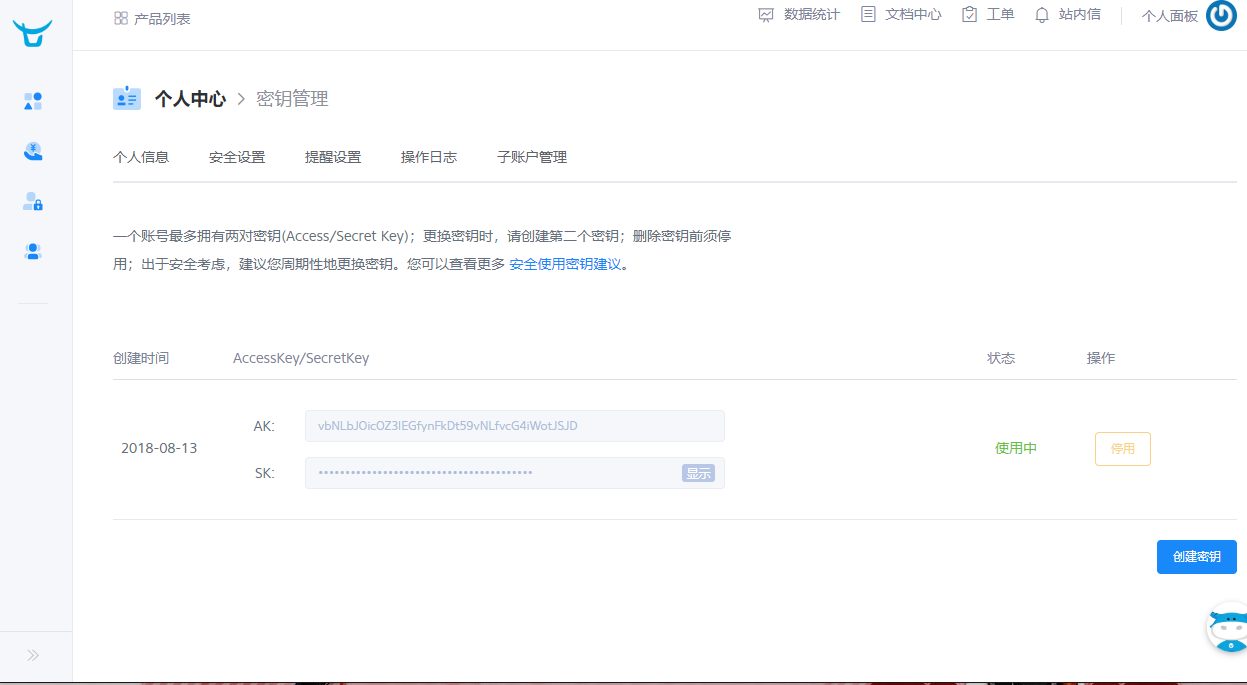 产品列表
数据统计
文档中心
工单
站内信
个人面板
个人中心 > 密钥管理
个人信息
安全设置
提醒设置
操作日志
子账户管理
一个账号最多拥有两对密钥(Access/Secret Key)；更换密钥时，请创建第二个密钥；删除密钥前须停
用；出于安全考虑，建议您周期性地更换密钥。您可以查看更多 安全使用密钥建议。
创建时间
AccessKey/SecretKey
状态
操作
AK:
vbNLbJOicOZ3lEGfynFkDt59vNLfvcG4iWotJSJD
2018-08-13
使用中
停用
SK:
显示
创建密钥